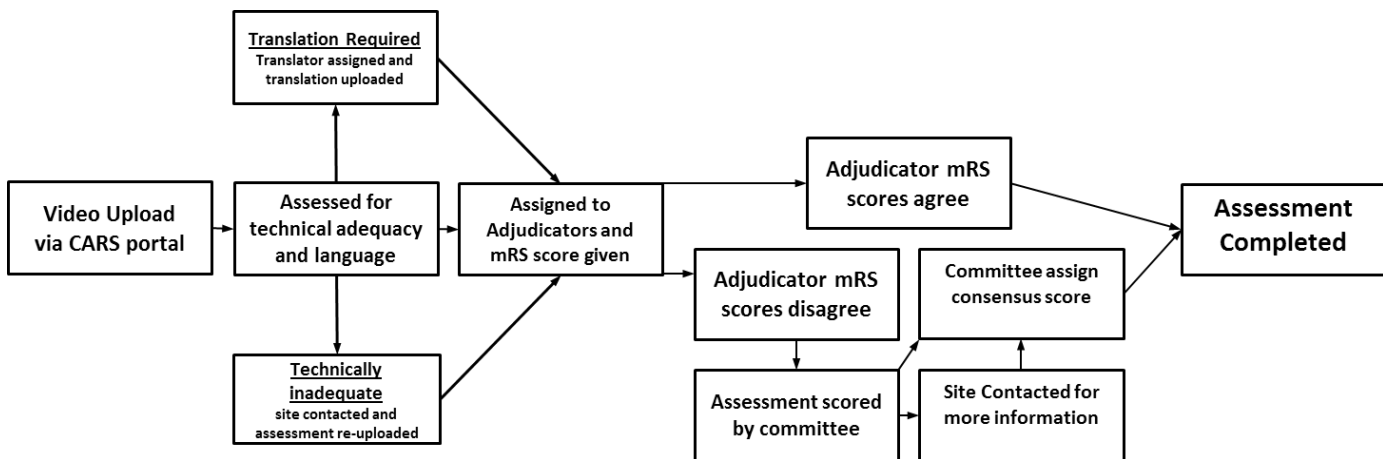 Translation Required
Translator assigned and
translation uploaded
Video Upload
via CARS portal
Assessed for
technical adequacy
and language
Technically
inadequate
site contacted and
assessment re-uploaded
Assigned to
Adjudicators and
mRS score given
Adjudicator mRS
scores agree
Adjudicator mRS
scores disagree
Assessment scored
by committee
Committee assign
consensus score
Site Contacted for
more information
Assessment
Completed